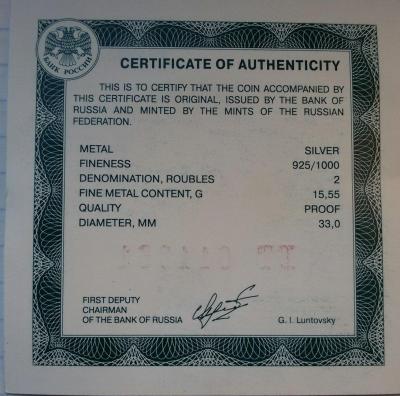 БАНК РОССИИ
CERTIFICATE OF AUTHENTICITY
THIS IS TO CERTIFY THAT THE COIN ACCOMPANIED BY
THIS CERTIFICATE IS ORIGINAL, ISSUED BY THE BANK OF
RUSSIA AND MINTED BY THE MINTS OF THE RUSSIAN
FEDERATION.
METAL SILVER
FINENESS 925/1000
DENOMINATION, ROUBLES 2
FINE METAL CONTENT, G 15,55
QUALITY PROOF
DIAMETER, MM 33,0
FIRST DEPUTY
CHAIRMAN
OF THE BANK OF RUSSIA G. I. Luntovsky